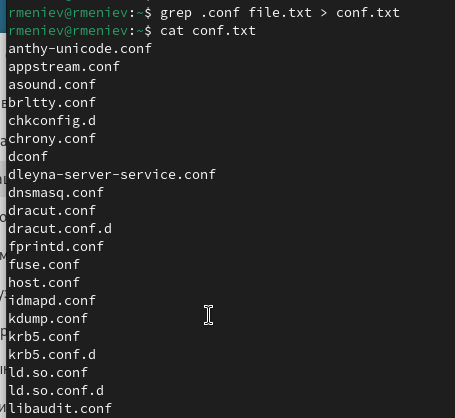 rmeniev@rmeniev:~$ grep .conf file.txt > conf.txt
rmeniev@rmeniev:~$ cat conf.txt
anthy-unicode.conf
appstream.conf
asound.conf
brltty.conf
chkconfig.d
chrony.conf
dconf
dleyna-server-service.conf
dnsmasq.conf
dracut.conf
dracut.conf.d
fprintd.conf
fuse.conf
host.conf
idmapd.conf
kdump.conf
krb5.conf
krb5.conf.d
ld.so.conf
ld.so.conf.d
libaudit.conf